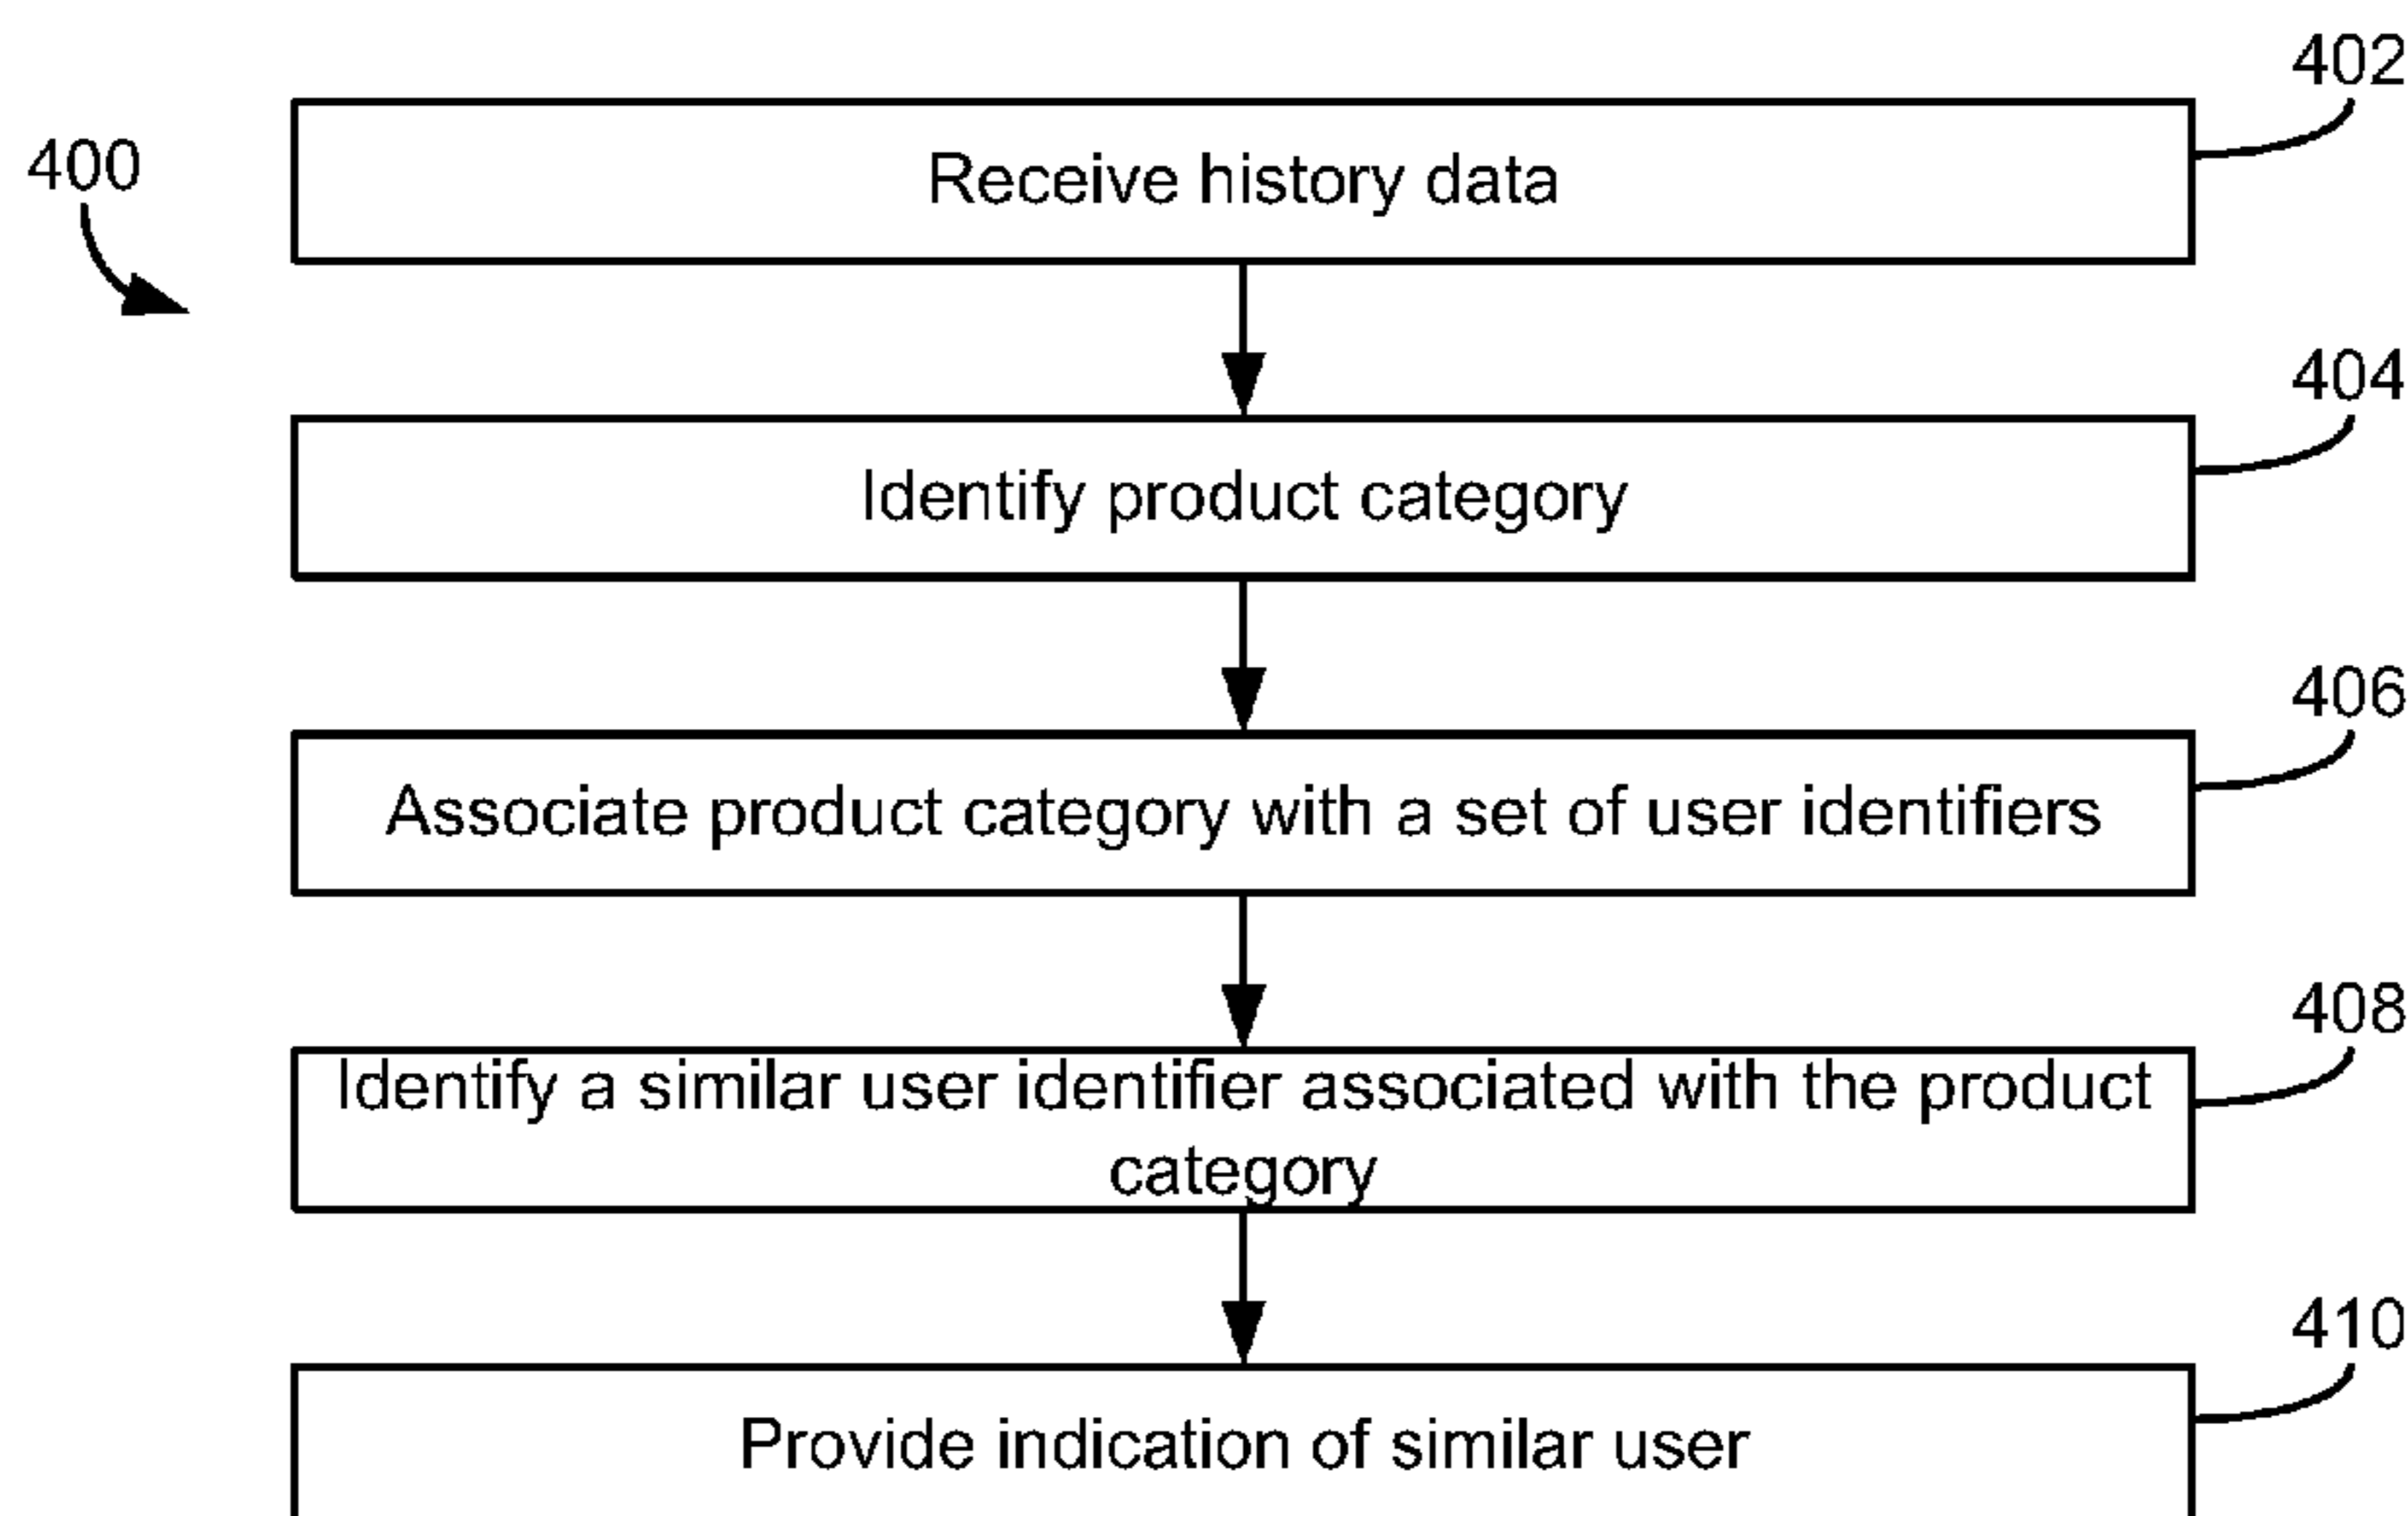 402
400
Receive history data
404
Identify product category
406
Associate product category with a set of user identifiers
408
Identify a similar user identifier associated with the product
category
410
Provide indication of similar user